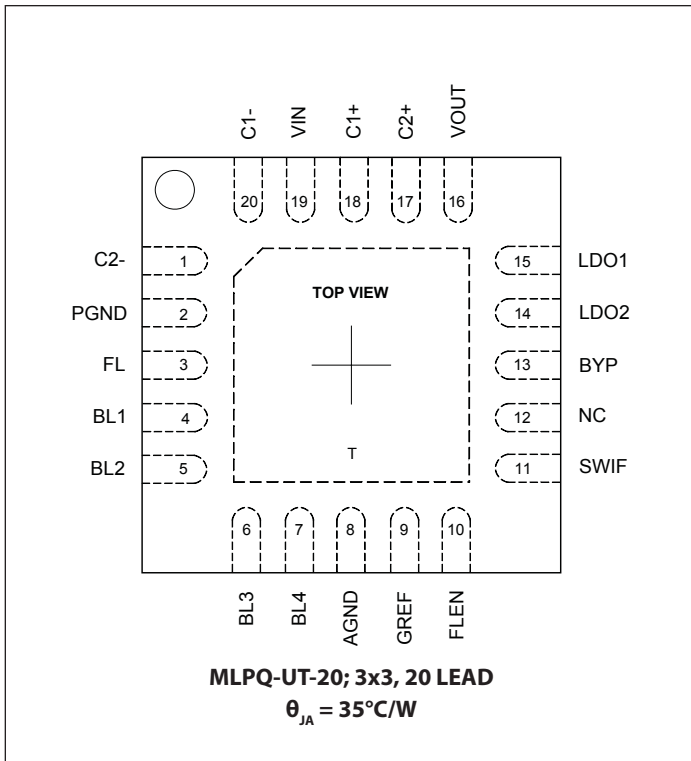 C1-
VIN
C1+
C2+
VOUT
20
19
18
17
16
C2-
1
PGND
2
FL
3
BL1
4
BL2
5
TOP VIEW
T
15
LDO1
14
LDO2
13
BYP
12
NC
11
SWIF
6
7
8
9
10
BL3
BL4
AGND
GREF
FLEN
MLPQ-UT-20; 3x3, 20 LEAD
θJA = 35°C/W